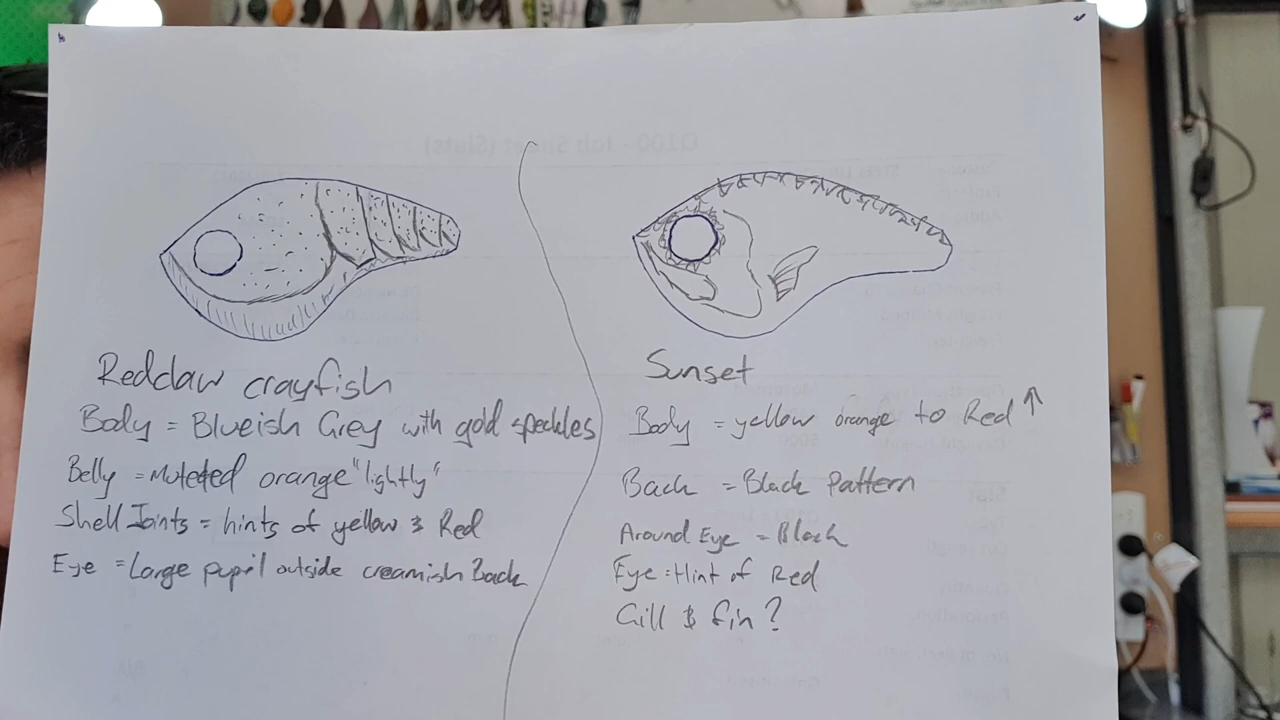 Redclaw crayfish
Body = Blueish Grey with gold speckles
Belly = Muteted orange "lightly"
Shell Joints = hints of yellow & Red
Eye = Large pupil outside creamish Back
Sunset
Body = yellow orange to Red ↑
Back = Black Pattern
Around Eye = Black
Eye = Hint of Red
Gill & fin ?